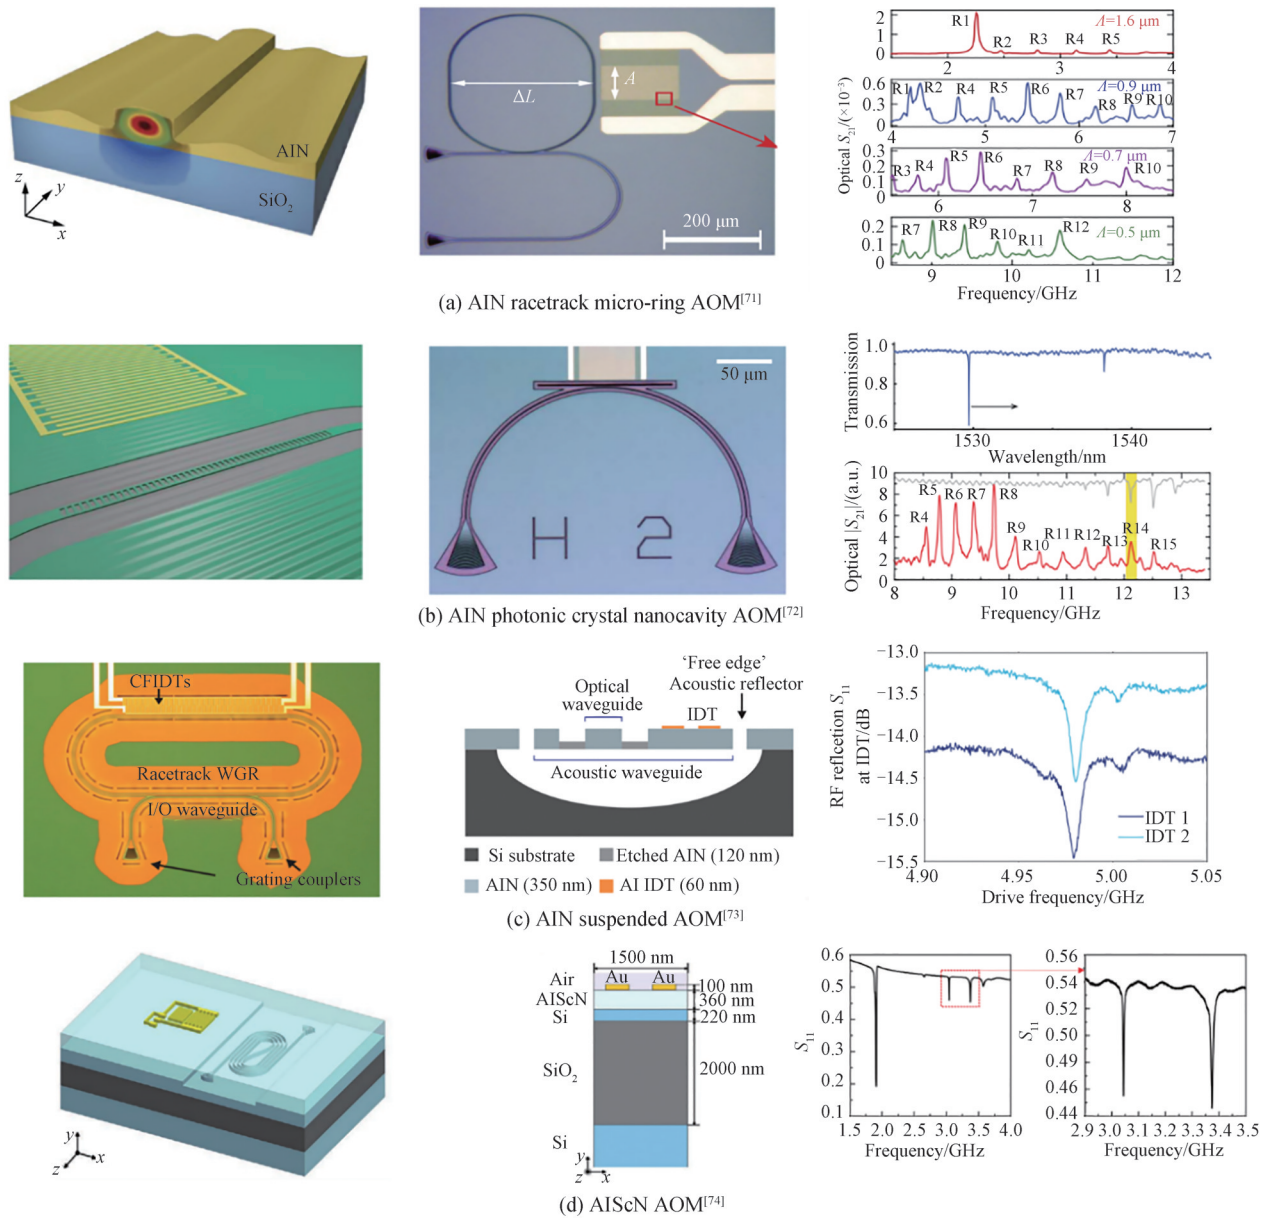 AlN
SiO2
z
y
x
ΔL
A
200 μm
Optical S21/(×10⁻³)
2
1
0
R1
R2
R3
R4
R5
Λ=1.6 μm
2
3
4
0.6
0.3
0
R1
R2
R4
R5
R6
R7
R8
R9
R10
Λ=0.9 μm
4
5
6
7
0.3
0.2
0.1
0
R3
R4
R5
R6
R7
R8
R9
R10
Λ=0.7 μm
6
7
8
0.2
0.1
0
R7
R8
R9
R10
R11
R12
Λ=0.5 μm
9
10
11
12
Frequency/GHz
(a) AlN racetrack micro-ring AOM[71]
50 μm
H 2
Transmission
1.0
0.8
0.6
1530
1540
Wavelength/nm
Optical |S21|/(a.u.)
10
8
6
4
2
0
R4
R5
R6
R7
R8
R9
R10
R11
R12
R13
R14
R15
8
9
10
11
12
13
Frequency/GHz
(b) AlN photonic crystal nanocavity AOM[72]
CFIDTs
Racetrack WGR
I/O waveguide
Grating couplers
'Free edge'
Acoustic reflector
Optical
waveguide
IDT
Acoustic waveguide
Si substrate
Etched AlN (120 nm)
AlN (350 nm)
Al IDT (60 nm)
RF reflcetion S11
at IDT/dB
−13.0
−13.5
−14.0
−14.5
−15.0
−15.5
IDT 1
IDT 2
4.90
4.95
5.00
5.05
Drive frequency/GHz
(c) AlN suspended AOM[73]
y
x
z
1500 nm
Air
Au
Au
100 nm
AlScN
360 nm
Si
220 nm
SiO2
2000 nm
Si
y
z
x
S11
0.6
0.5
0.4
0.3
0.2
0.1
1.5
2.0
2.5
3.0
3.5
4.0
Frequency/GHz
S11
0.56
0.54
0.52
0.50
0.48
0.46
0.44
2.9
3.0
3.1
3.2
3.3
3.4
3.5
Frequency/GHz
(d) AlScN AOM[74]